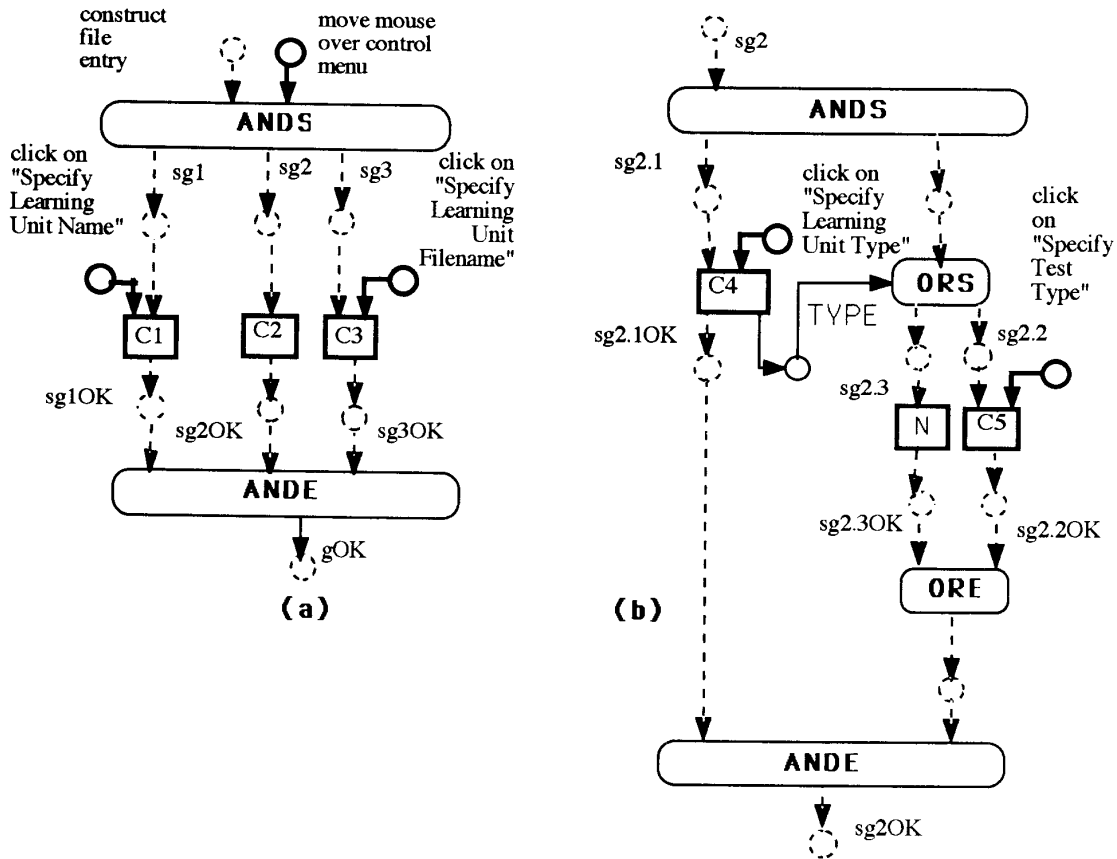 construct
file
entry
move mouse
over control
menu
ANDS
click on
"Specify
Learning
Unit Name"
sg1
sg2
sg3
click on
"Specify
Learning
Unit
Filename"
C1
C2
C3
sg1OK
sg2OK
sg3OK
ANDE
gOK
(a)
sg2
ANDS
sg2.1
click on
"Specify
Learning
Unit Type"
click
on
"Specify
Test
Type"
C4
ORS
TYPE
sg2.1OK
sg2.2
sg2.3
N
C5
sg2.3OK
sg2.2OK
ORE
(b)
ANDE
sg2OK